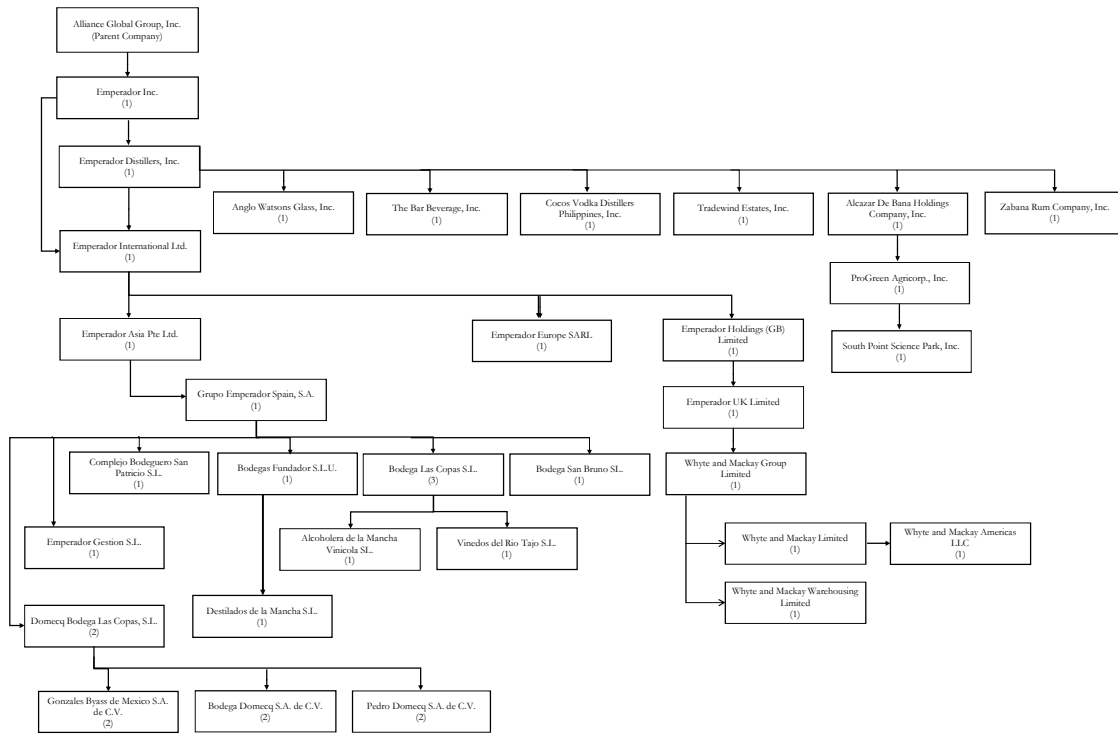 Alliance Global Group, Inc.
(Parent Company)
Emperador Inc.
(1)
Emperador Distillers, Inc.
(1)
Anglo Watsons Glass, Inc.
(1)
The Bar Beverage, Inc.
(1)
Cocos Vodka Distillers
Philippines, Inc.
(1)
Tradewind Estates, Inc.
(1)
Alcazar De Bana Holdings
Company, Inc.
(1)
Zabana Rum Company, Inc.
(1)
Emperador International Ltd.
(1)
ProGreen Agricorp., Inc.
(1)
Emperador Asia Pte Ltd.
(1)
Emperador Europe SARL
(1)
Emperador Holdings (GB)
Limited
(1)
South Point Science Park, Inc.
(1)
Grupo Emperador Spain, S.A.
(1)
Emperador UK Limited
(1)
Complejo Bodeguero San
Patricio S.L.
(1)
Bodegas Fundador S.L.U.
(1)
Bodega Las Copas S.L.
(3)
Bodega San Bruno SL.
(1)
Whyte and Mackay Group
Limited
(1)
Emperador Gestion S.L.
(1)
Alcoholera de la Mancha
Vinicola SL.
(1)
Vinedos del Rio Tajo S.L.
(1)
Whyte and Mackay Limited
(1)
Whyte and Mackay Americas
LLC
(1)
Destilados de la Mancha S.L.
(1)
Whyte and Mackay Warehousing
Limited
(1)
Domecq Bodega Las Copas, S.L.
(2)
Gonzales Byass de Mexico S.A.
de C.V.
(2)
Bodega Domecq S.A. de C.V.
(2)
Pedro Domecq S.A. de C.V.
(2)